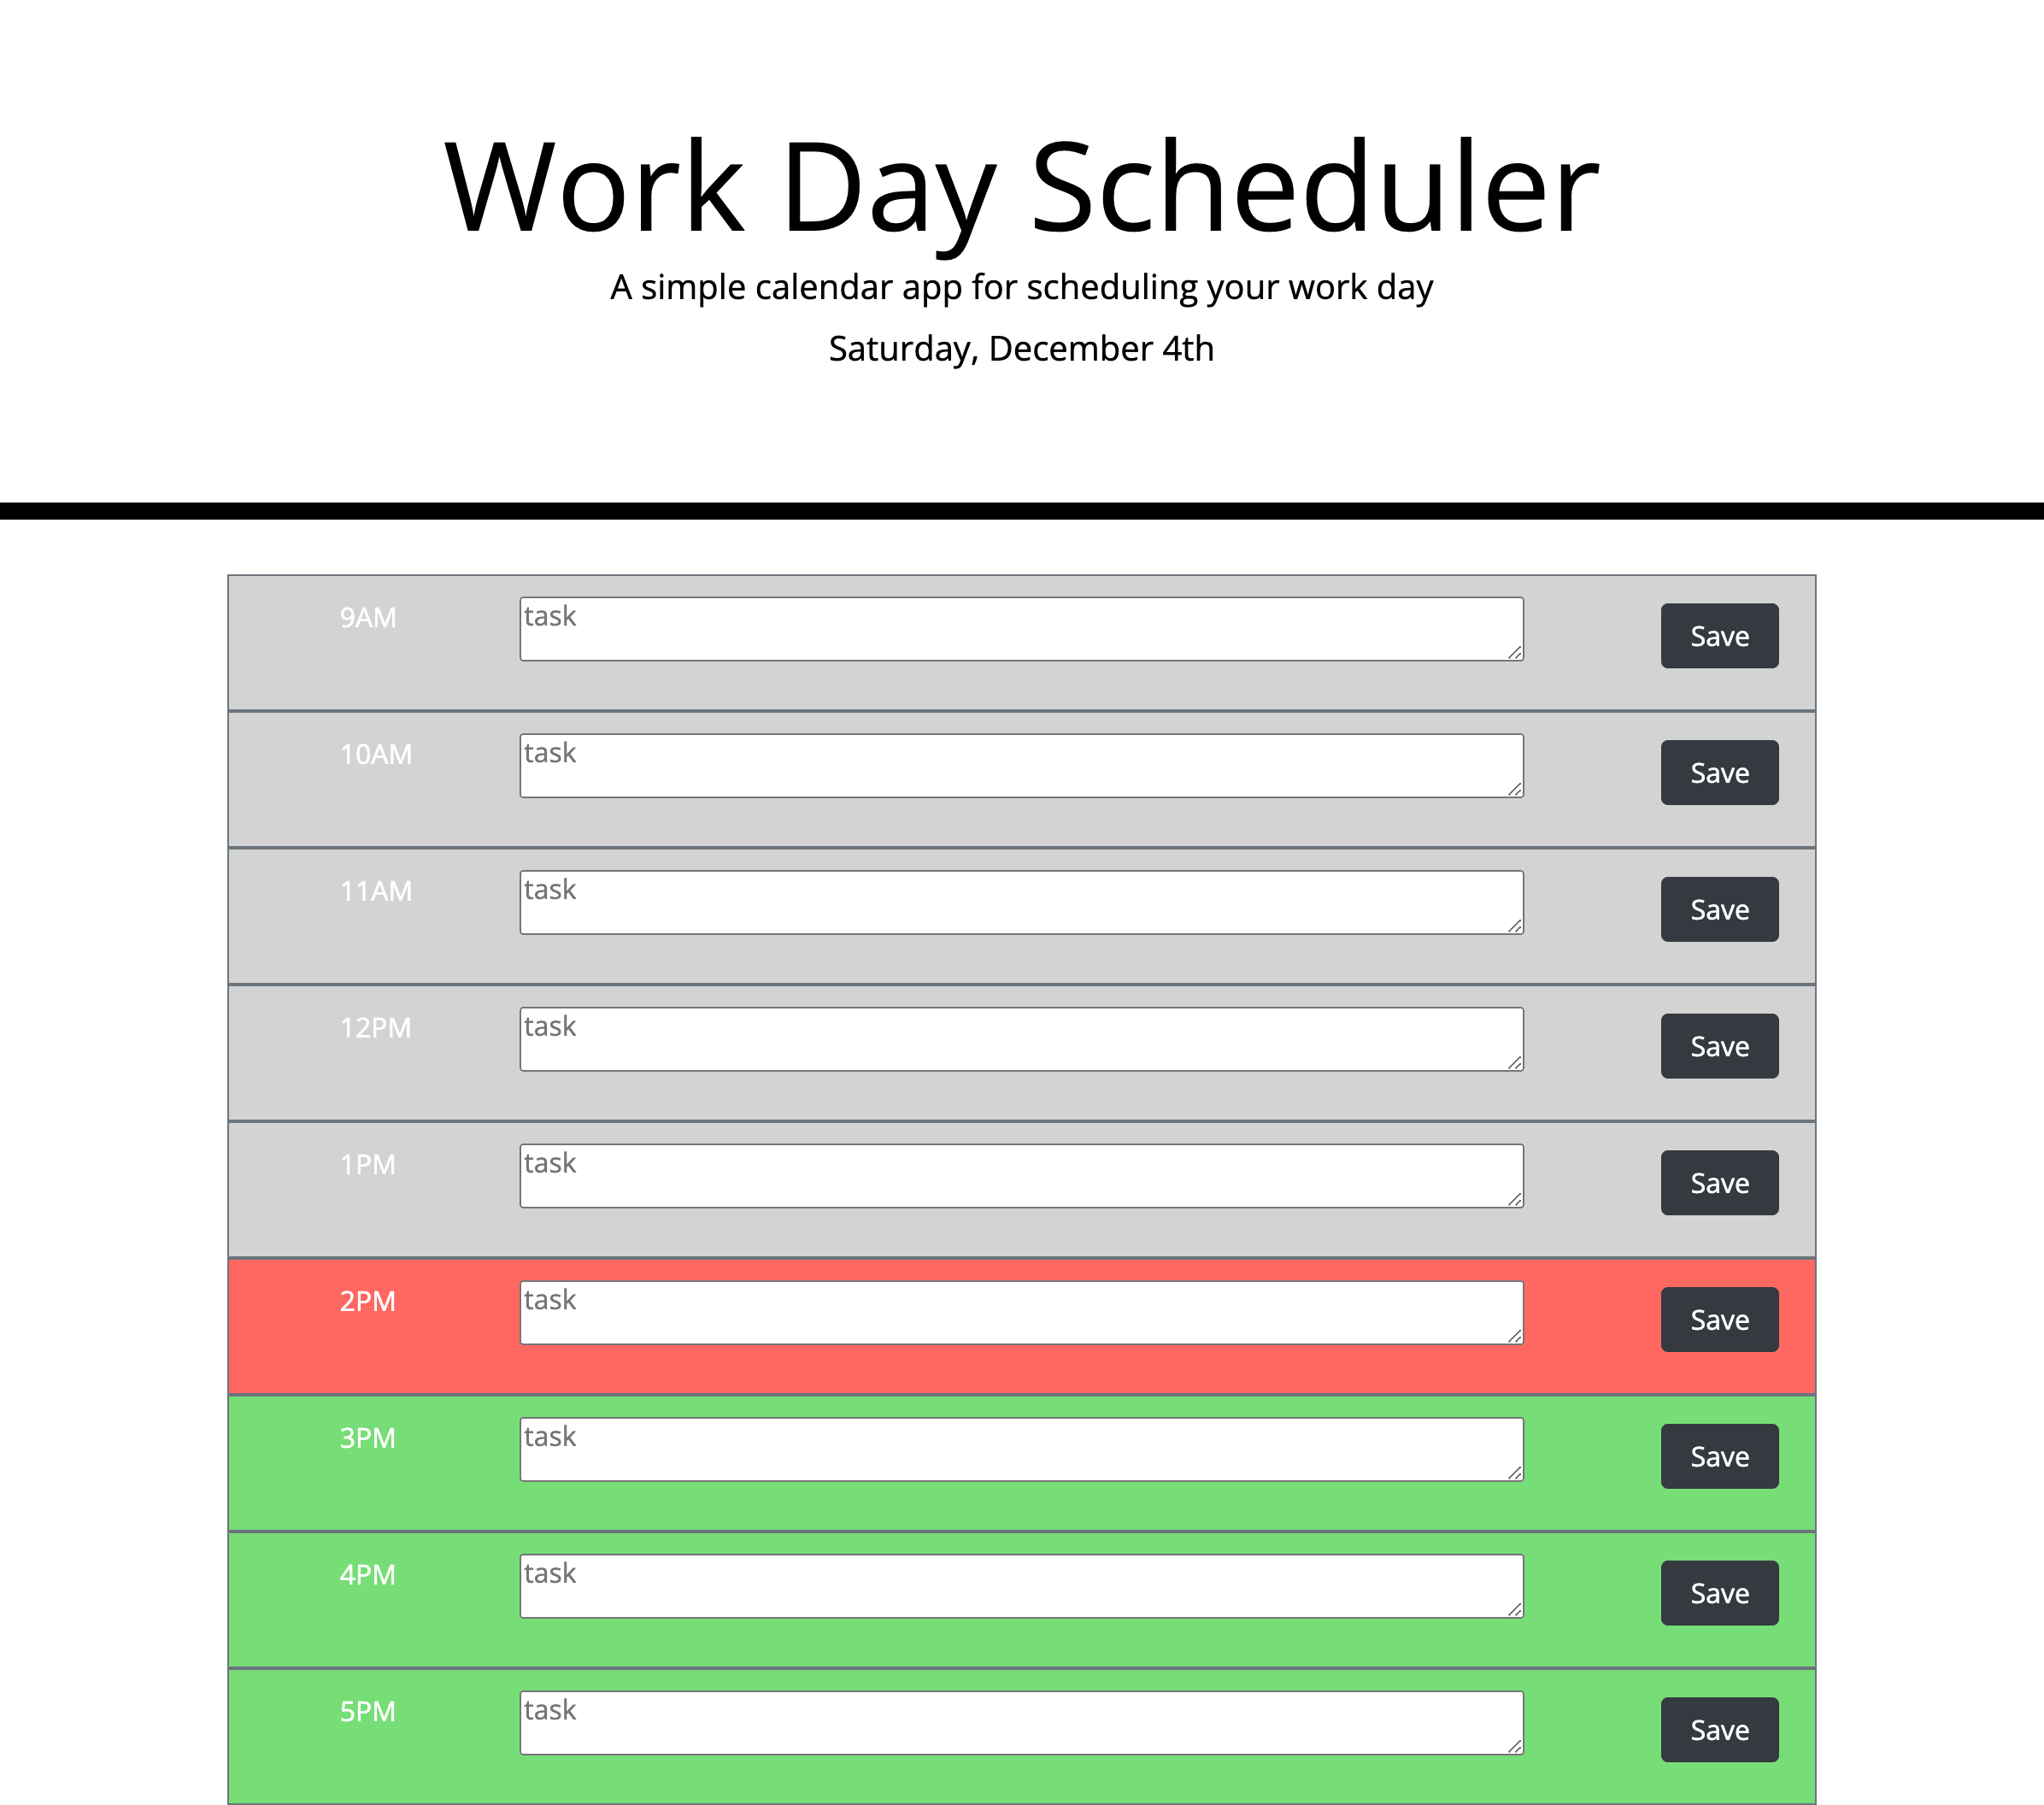 Work Day Scheduler
A simple calendar app for scheduling your work day
Saturday, December 4th
9AM task Save
10AM task Save
11AM task Save
12PM task Save
1PM task Save
2PM task Save
3PM task Save
4PM task Save
5PM task Save